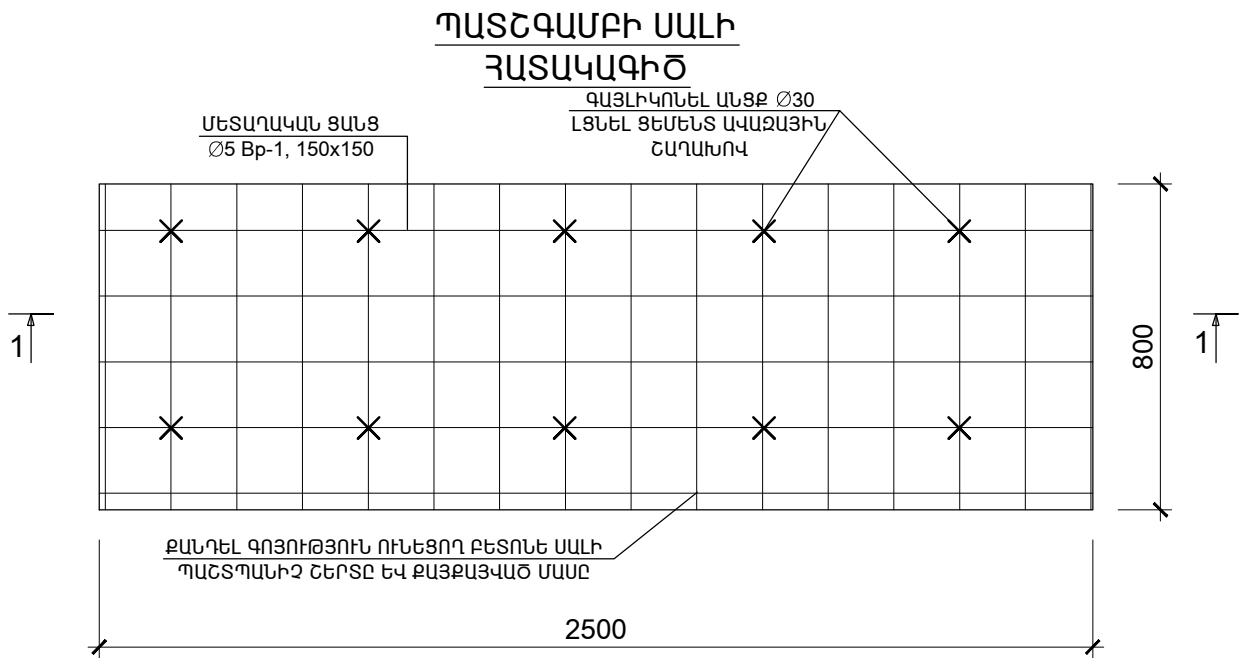 ՊԱՏՇԳԱՄԲԻ ՍԱԼԻ
ՀԱՏԱԿԱԳԻԾ
ԳԱՅԼԻԿՈՆԵԼ ԱՆՑՔ ∅30
ԼՑՆԵԼ ՑԵՄԵՆՏ ԱՎԱԶԱՅԻՆ
ՇԱՂԱԽՈՎ
ՄԵՏԱՂԱԿԱՆ ՑԱՆՑ
∅5 Bp-1, 150x150
1
1
800
ՔԱՆԴԵԼ ԳՈՅՈՒԹՅՈՒՆ ՈՒՆԵՑՈՂ ԲԵՏՈՆԵ ՍԱԼԻ
ՊԱՇՏՊԱՆԻՉ ՇԵՐՏԸ ԵՎ ՔԱՅՔԱՅՎԱԾ ՄԱՍԸ
2500